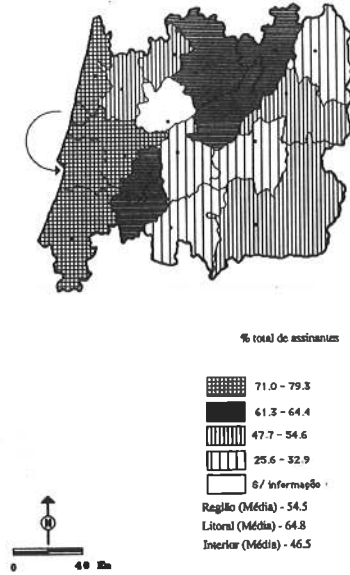 % total de assinantes
71.0 - 79.3
61.3 - 64.4
47.7 - 54.6
25.6 - 32.9
S/ informação
Região (Média) - 54.5
Litoral (Média) - 64.8
Interior (Média) - 46.5
N
0 40 Km